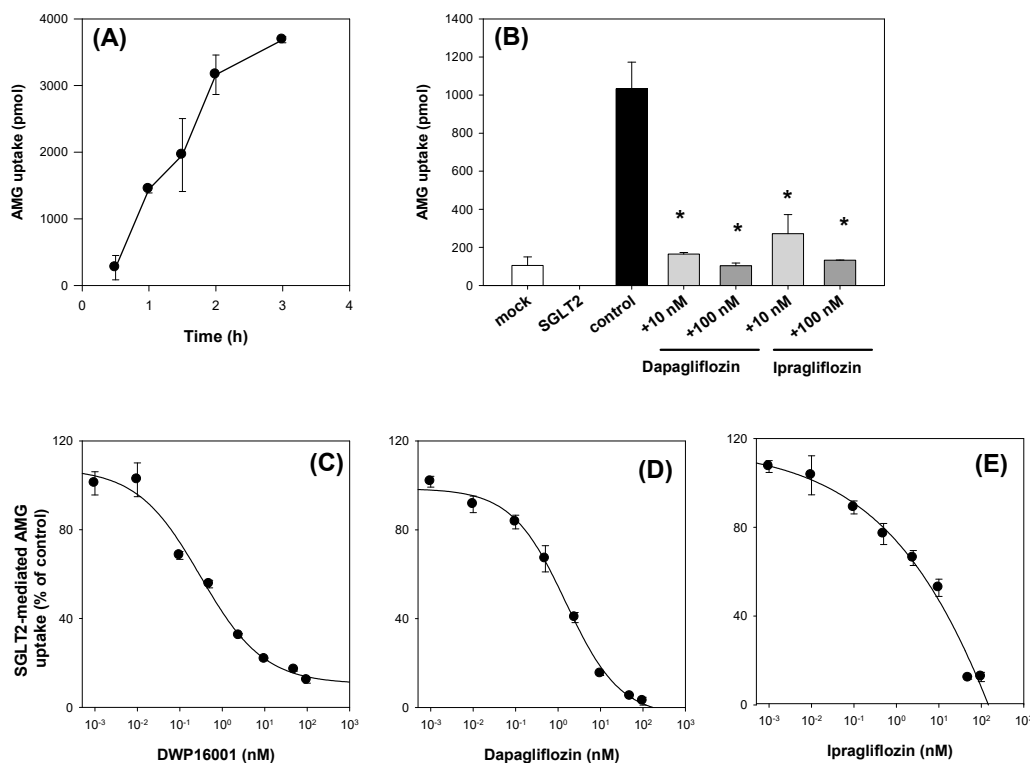 (A)
4000
3000
2000
1000
0
AMG uptake (pmol)
0 1 2 3 4
Time (h)
(B)
1400
1200
1000
800
600
400
200
0
AMG uptake (pmol)
* * * *
mock SGLT2 control +10 nM +100 nM +10 nM +100 nM
Dapagliflozin Ipragliflozin
(C)
120
80
40
0
SGLT2-mediated AMG
uptake (% of control)
10-3 10-2 10-1 100 101 102 103
DWP16001 (nM)
(D)
120
80
40
0
10-3 10-2 10-1 100 101 102 103
Dapagliflozin (nM)
(E)
120
80
40
0
10-3 10-2 10-1 100 101 102 103
Ipragliflozin (nM)